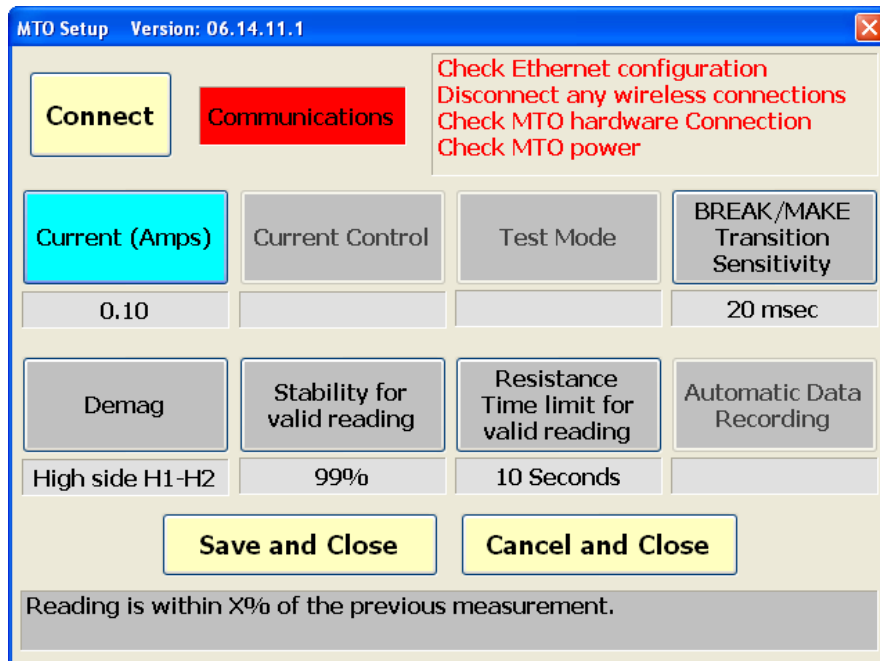 MTO Setup Version: 06.14.11.1
Connect
Communications
Check Ethernet configuration
Disconnect any wireless connections
Check MTO hardware Connection
Check MTO power
Current (Amps)
Current Control
Test Mode
BREAK/MAKE
Transition
Sensitivity
0.10
20 msec
Demag
Stability for
valid reading
Resistance
Time limit for
valid reading
Automatic Data
Recording
High side H1-H2
99%
10 Seconds
Save and Close
Cancel and Close
Reading is within X% of the previous measurement.